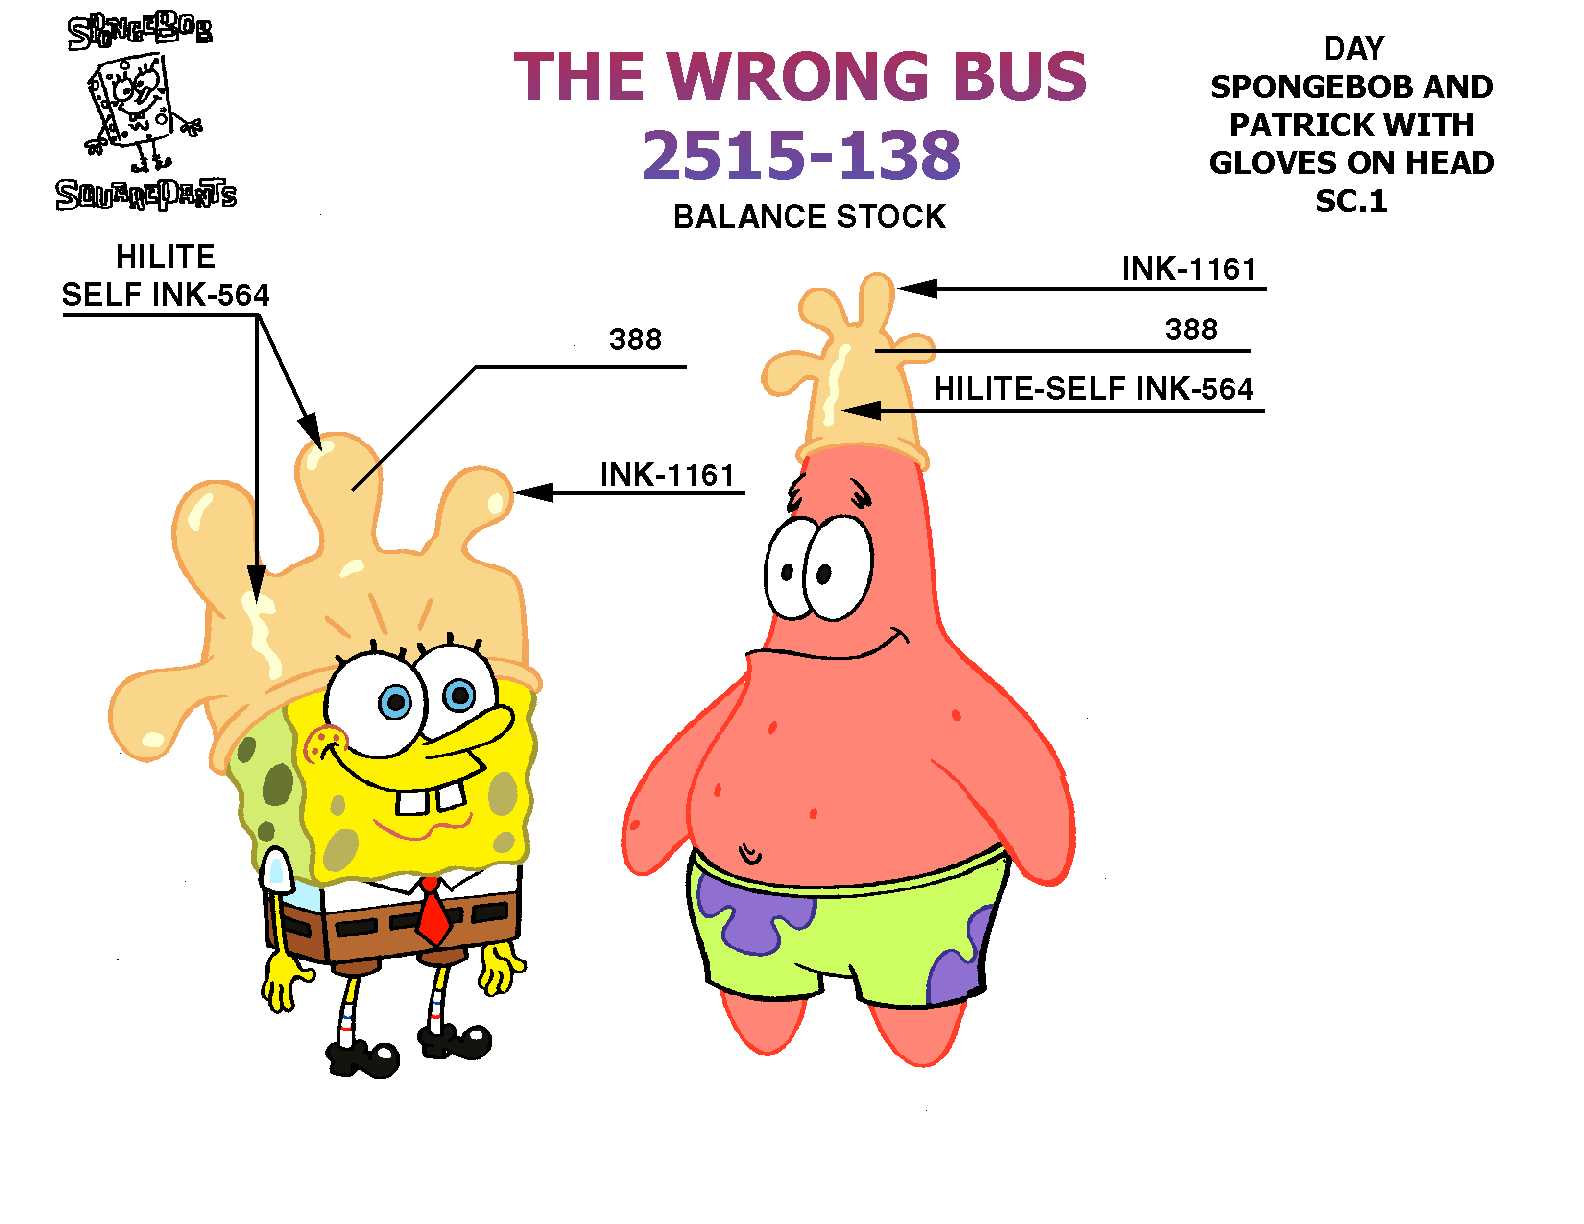 SPONGEBOB
SQUAREPANTS
THE WRONG BUS
2515-138
BALANCE STOCK
DAY
SPONGEBOB AND
PATRICK WITH
GLOVES ON HEAD
SC.1
HILITE
SELF INK-564
388
INK-1161
INK-1161
388
HILITE-SELF INK-564